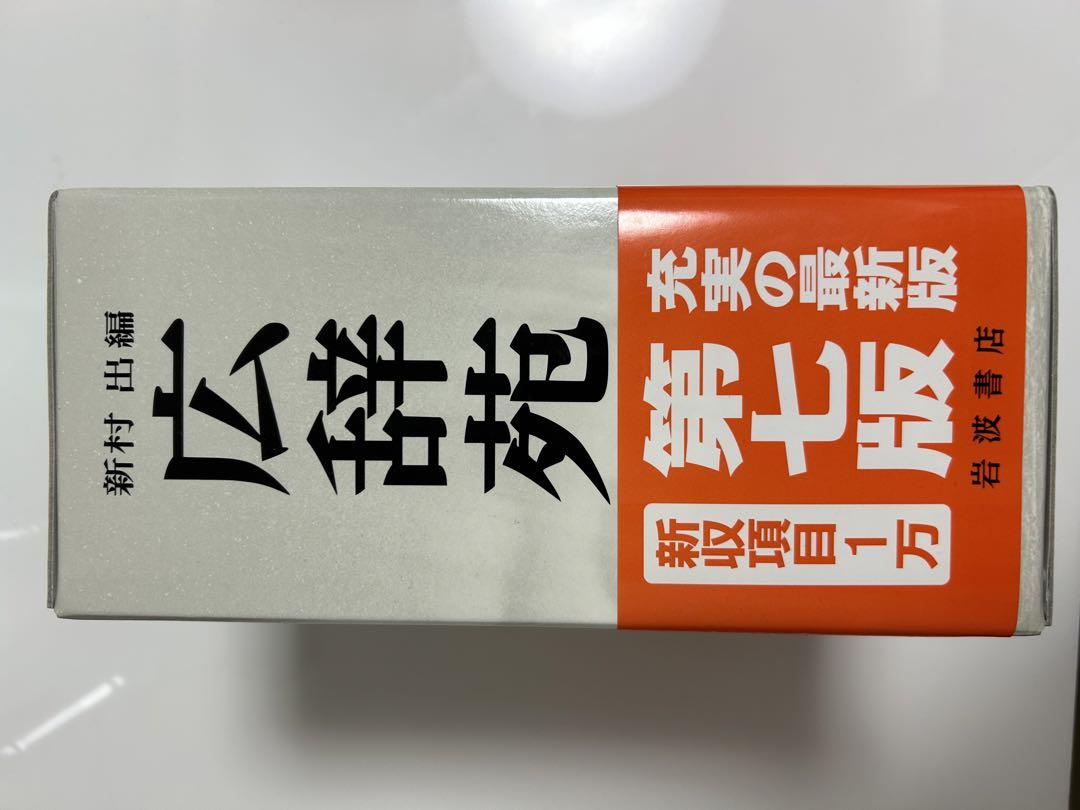 新村 出編
広辞苑
充実の最新版
第七版
新収項目1万
岩波書店